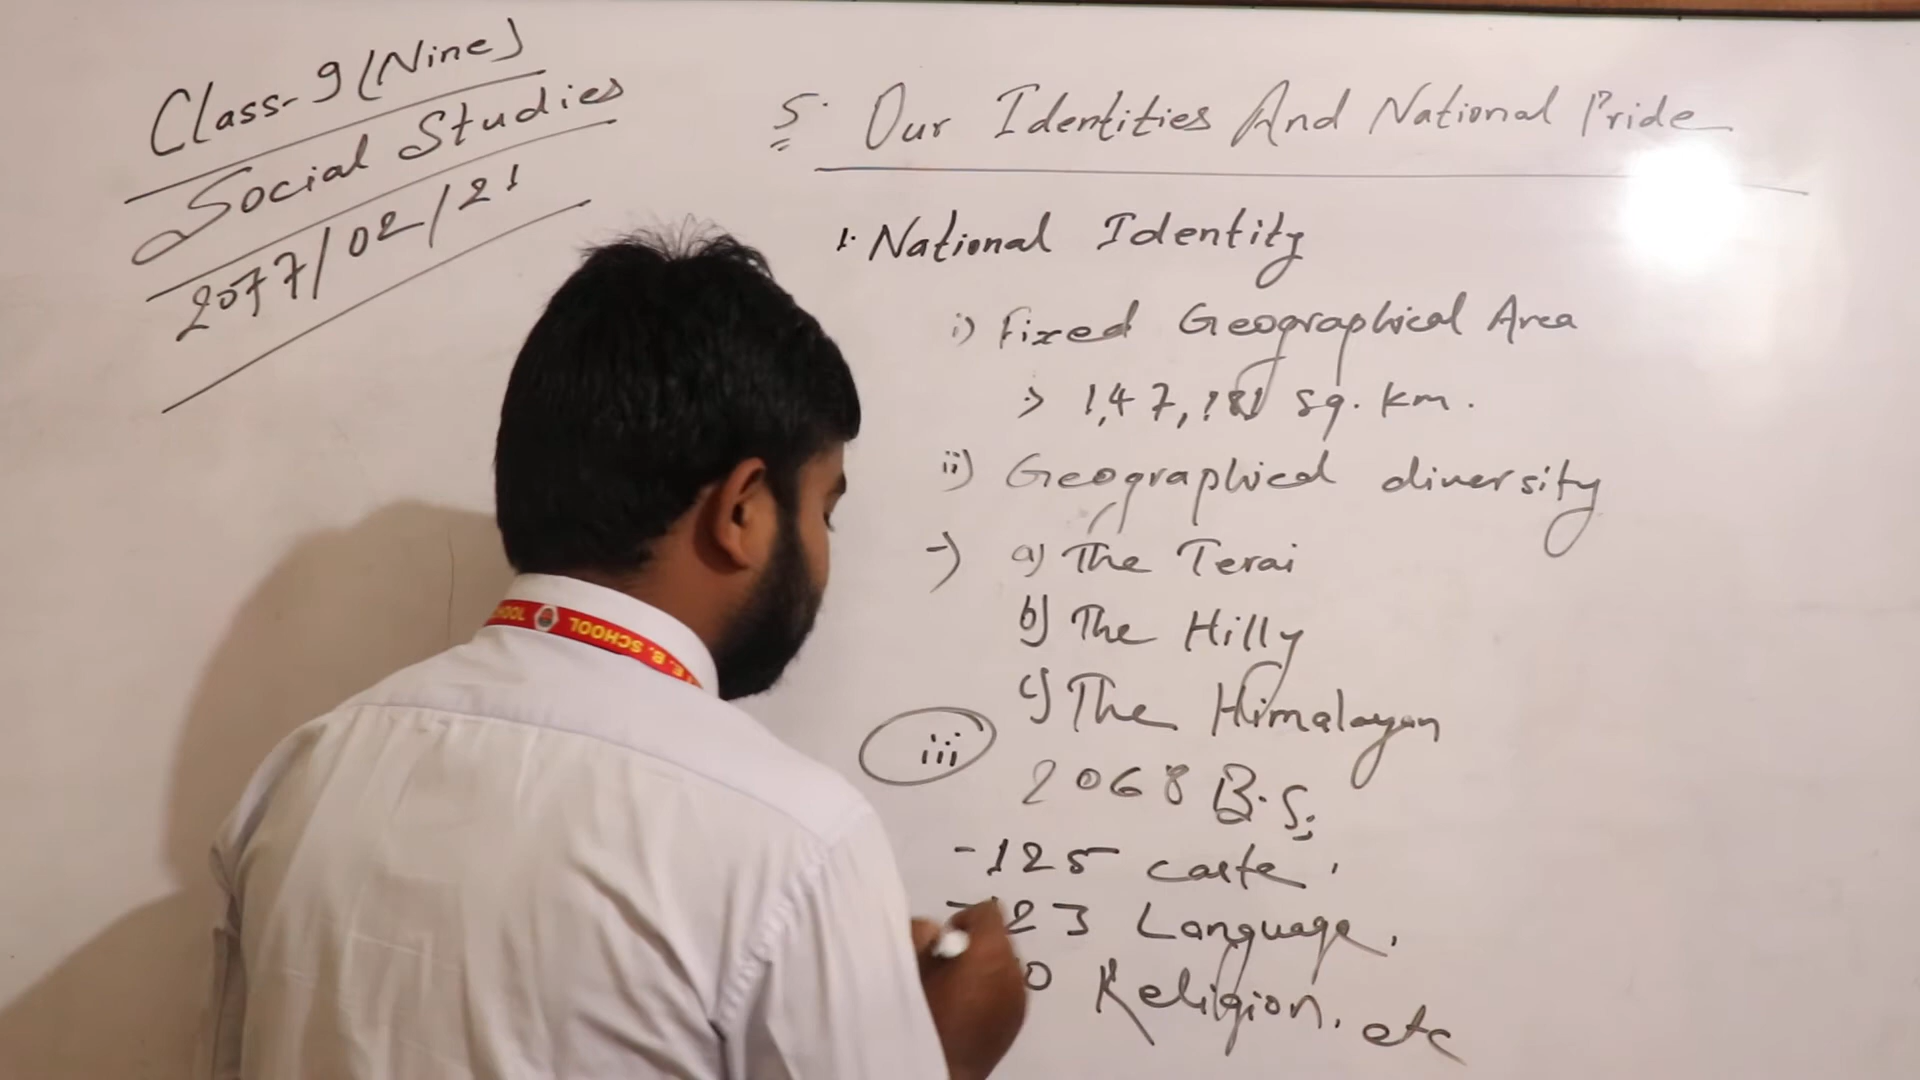 Class-9 (Nine)
Social Studies
2077/02/21
5. Our Identities And National Pride
1. National Identity
i) Fixed Geographical Area
1,47,181 sq. km.
ii) Geographical diversity
a) The Terai
b) The Hilly
c) The Himalayan
iii
2068 B.S.
-125 caste,
-123 Language,
0 Religion, etc
E. B. SCHOOL